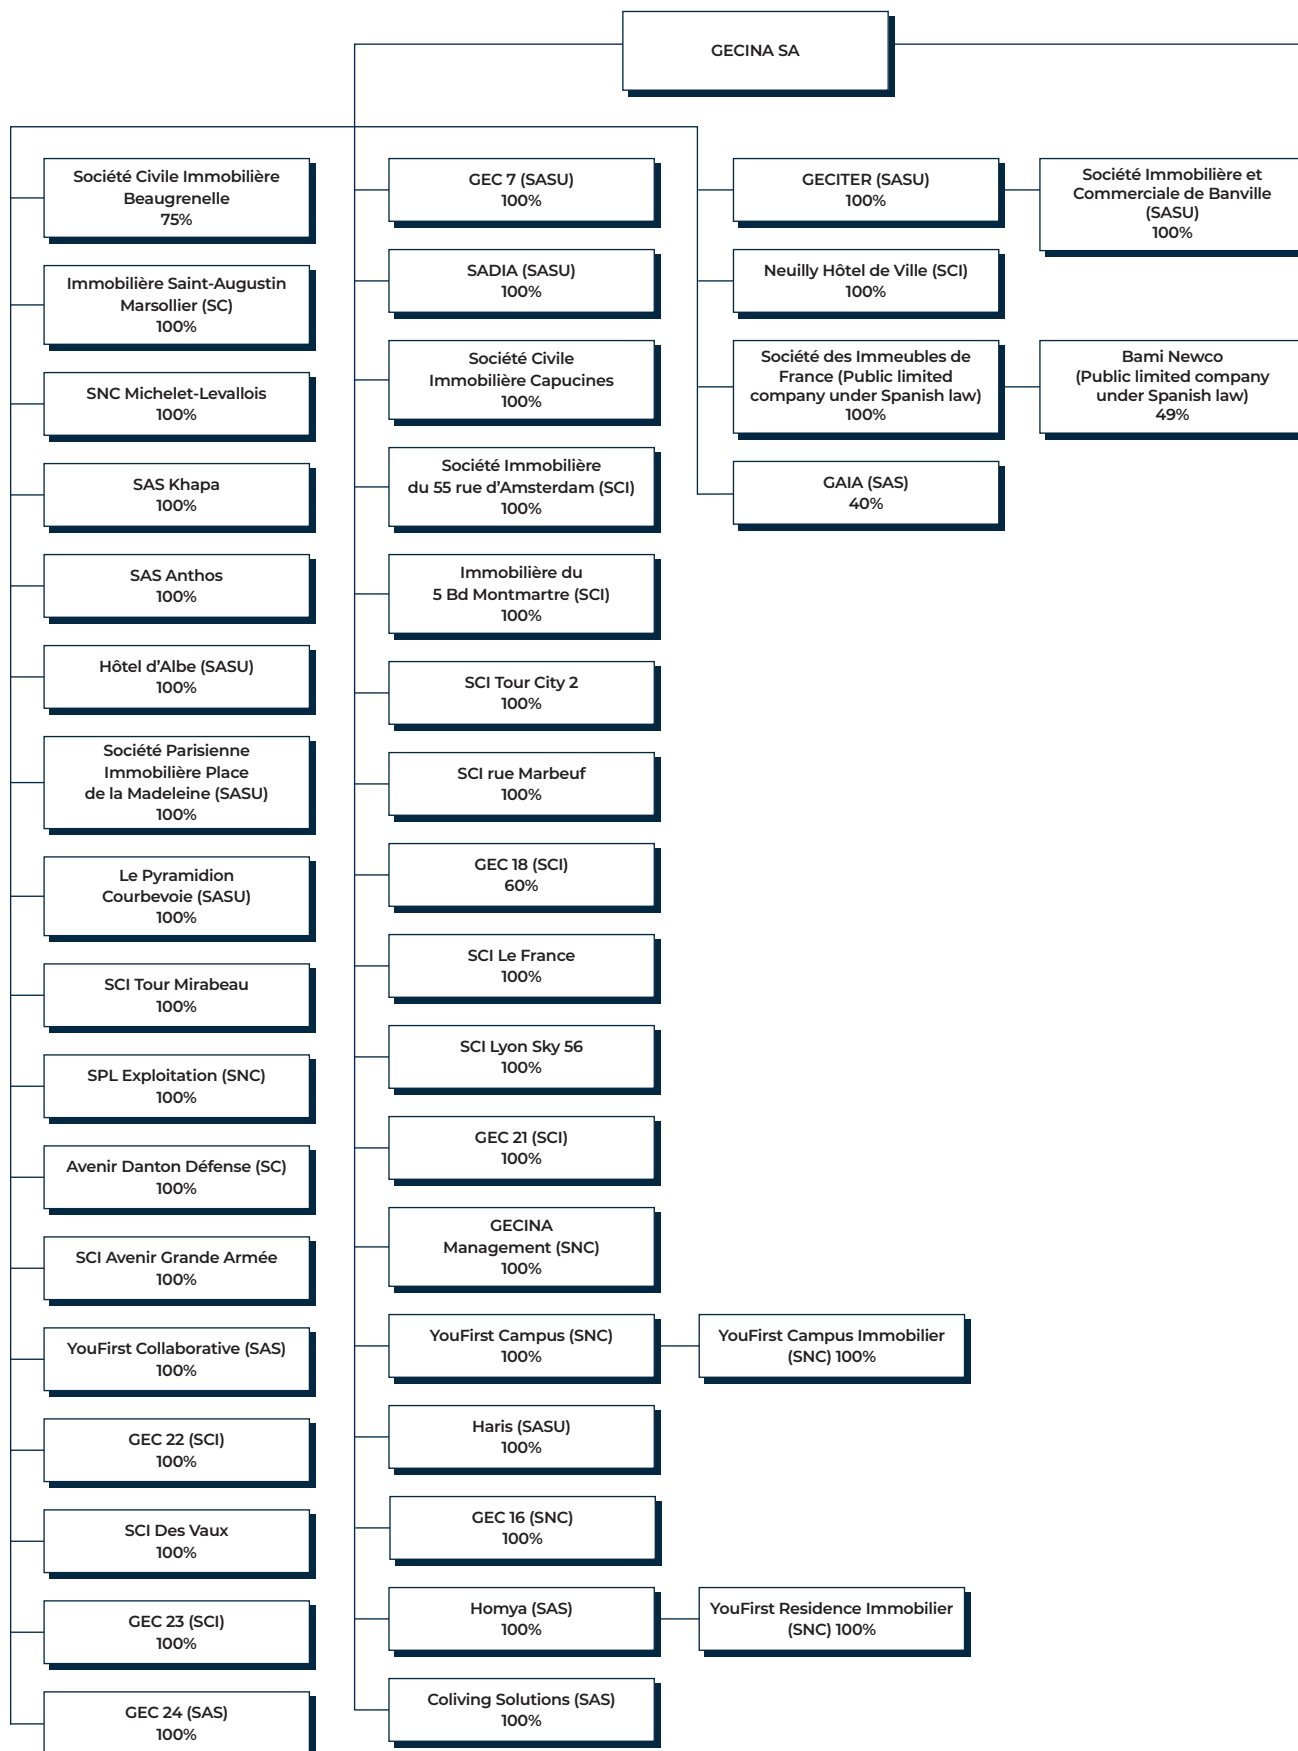 GECINA SA
Société Civile Immobilière
Beaugrenelle
75%
Immobilière Saint-Augustin
Marsollier (SC)
100%
SNC Michelet-Levallois
100%
SAS Khapa
100%
SAS Anthos
100%
Hôtel d’Albe (SASU)
100%
Société Parisienne
Immobilière Place
de la Madeleine (SASU)
100%
Le Pyramidion
Courbevoie (SASU)
100%
SCI Tour Mirabeau
100%
SPL Exploitation (SNC)
100%
Avenir Danton Défense (SC)
100%
SCI Avenir Grande Armée
100%
YouFirst Collaborative (SAS)
100%
GEC 22 (SCI)
100%
SCI Des Vaux
100%
GEC 23 (SCI)
100%
GEC 24 (SAS)
100%
GEC 7 (SASU)
100%
SADIA (SASU)
100%
Société Civile
Immobilière Capucines
100%
Société Immobilière
du 55 rue d’Amsterdam (SCI)
100%
Immobilière du
5 Bd Montmartre (SCI)
100%
SCI Tour City 2
100%
SCI rue Marbeuf
100%
GEC 18 (SCI)
60%
SCI Le France
100%
SCI Lyon Sky 56
100%
GEC 21 (SCI)
100%
GECINA
Management (SNC)
100%
YouFirst Campus (SNC)
100%
YouFirst Campus Immobilier
(SNC) 100%
Haris (SASU)
100%
GEC 16 (SNC)
100%
Homya (SAS)
100%
YouFirst Residence Immobilier
(SNC) 100%
Coliving Solutions (SAS)
100%
GECITER (SASU)
100%
Société Immobilière et
Commerciale de Banville
(SASU)
100%
Neuilly Hôtel de Ville (SCI)
100%
Société des Immeubles de
France (Public limited
company under Spanish law)
100%
Bami Newco
(Public limited company
under Spanish law)
49%
GAIA (SAS)
40%